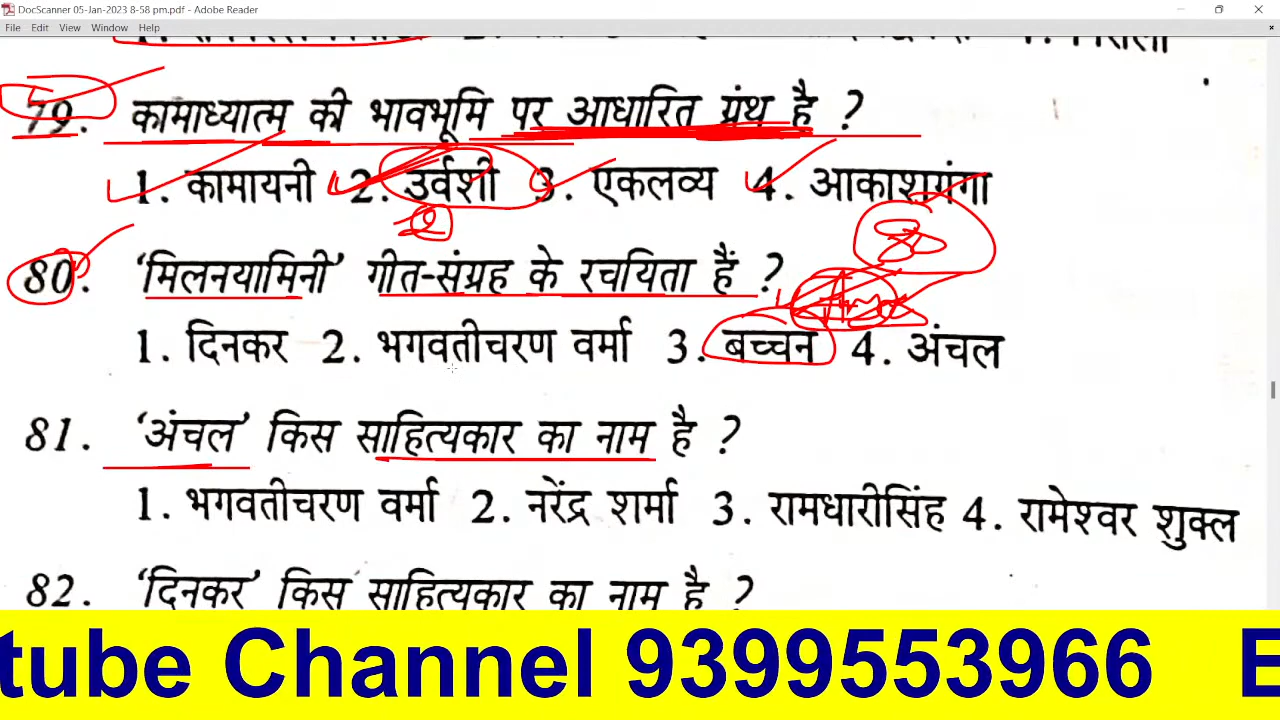 DocScanner 05-Jan-2023 8-58 pm.pdf - Adobe Reader
File Edit View Window Help
79. कामाध्यात्म की भावभूमि पर आधारित ग्रंथ है ?
1. कामायनी 2. उर्वशी 3. एकलव्य 4. आकाशगंगा
2
80. 'मिलनयामिनी' गीत-संग्रह के रचयिता हैं ?
1. दिनकर 2. भगवतीचरण वर्मा 3. बच्चन 4. अंचल
81. 'अंचल' किस साहित्यकार का नाम है ?
1. भगवतीचरण वर्मा 2. नरेंद्र शर्मा 3. रामधारीसिंह 4. रामेश्वर शुक्ल
82. 'दिनकर' किस साहित्यकार का नाम है ?
tube Channel 9399553966 E